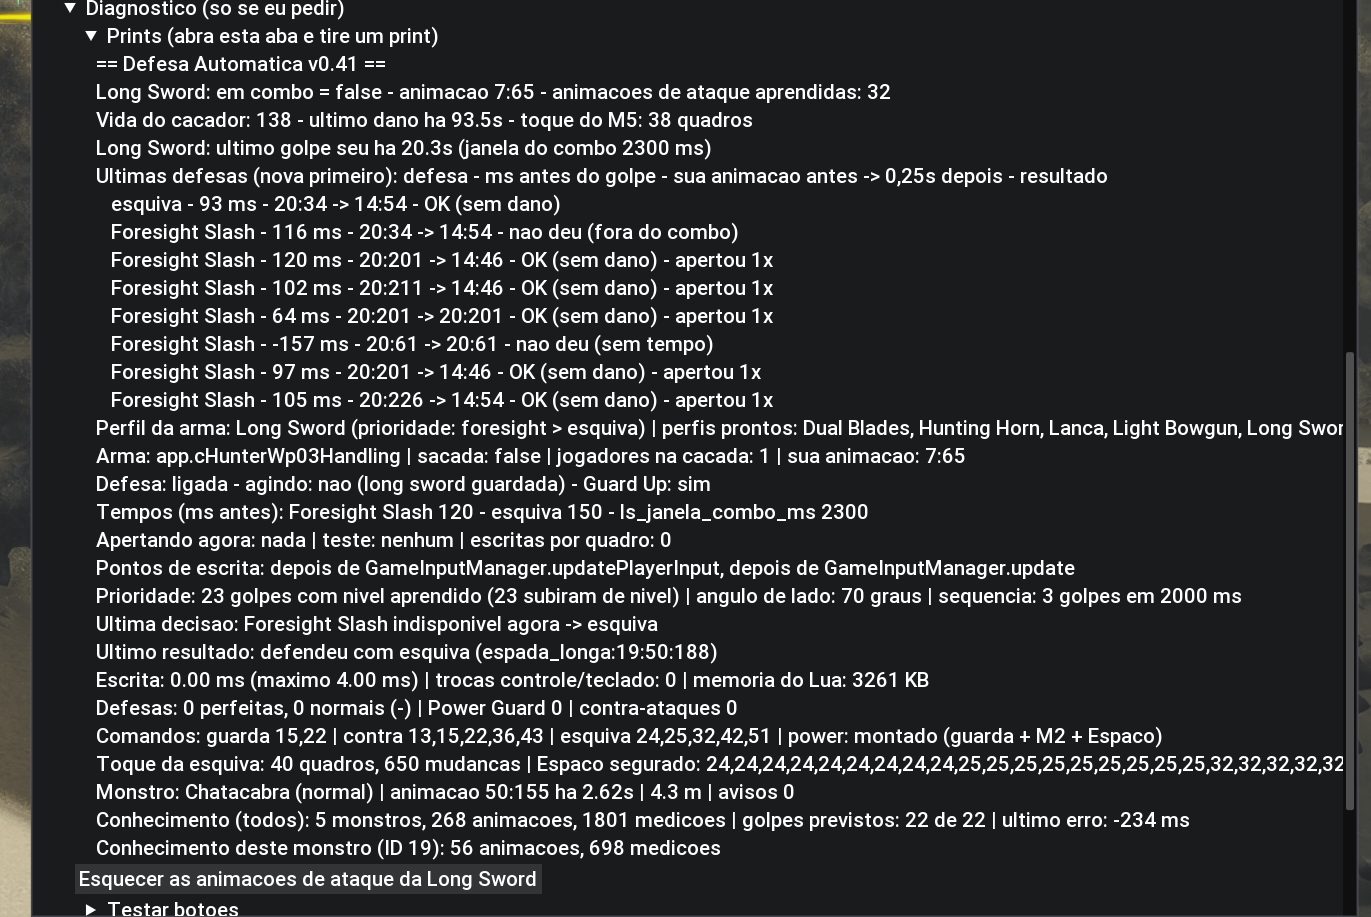 ▼ Diagnostico (so se eu pedir)
▼ Prints (abra esta aba e tire um print)
== Defesa Automatica v0.41 ==
Long Sword: em combo = false - animacao 7:65 - animacoes de ataque aprendidas: 32
Vida do cacador: 138 - ultimo dano ha 93.5s - toque do M5: 38 quadros
Long Sword: ultimo golpe seu ha 20.3s (janela do combo 2300 ms)
Ultimas defesas (nova primeiro): defesa - ms antes do golpe - sua animacao antes -> 0,25s depois - resultado
esquiva - 93 ms - 20:34 -> 14:54 - OK (sem dano)
Foresight Slash - 116 ms - 20:34 -> 14:54 - nao deu (fora do combo)
Foresight Slash - 120 ms - 20:201 -> 14:46 - OK (sem dano) - apertou 1x
Foresight Slash - 102 ms - 20:211 -> 14:46 - OK (sem dano) - apertou 1x
Foresight Slash - 64 ms - 20:201 -> 20:201 - OK (sem dano) - apertou 1x
Foresight Slash - -157 ms - 20:61 -> 20:61 - nao deu (sem tempo)
Foresight Slash - 97 ms - 20:201 -> 14:46 - OK (sem dano) - apertou 1x
Foresight Slash - 105 ms - 20:226 -> 14:54 - OK (sem dano) - apertou 1x
Perfil da arma: Long Sword (prioridade: foresight > esquiva) | perfis prontos: Dual Blades, Hunting Horn, Lanca, Light Bowgun, Long Swor
Arma: app.cHunterWp03Handling | sacada: false | jogadores na cacada: 1 | sua animacao: 7:65
Defesa: ligada - agindo: nao (long sword guardada) - Guard Up: sim
Tempos (ms antes): Foresight Slash 120 - esquiva 150 - ls_janela_combo_ms 2300
Apertando agora: nada | teste: nenhum | escritas por quadro: 0
Pontos de escrita: depois de GameInputManager.updatePlayerInput, depois de GameInputManager.update
Prioridade: 23 golpes com nivel aprendido (23 subiram de nivel) | angulo de lado: 70 graus | sequencia: 3 golpes em 2000 ms
Ultima decisao: Foresight Slash indisponivel agora -> esquiva
Ultimo resultado: defendeu com esquiva (espada_longa:19:50:188)
Escrita: 0.00 ms (maximo 4.00 ms) | trocas controle/teclado: 0 | memoria do Lua: 3261 KB
Defesas: 0 perfeitas, 0 normais (-) | Power Guard 0 | contra-ataques 0
Comandos: guarda 15,22 | contra 13,15,22,36,43 | esquiva 24,25,32,42,51 | power: montado (guarda + M2 + Espaco)
Toque da esquiva: 40 quadros, 650 mudancas | Espaco segurado: 24,24,24,24,24,24,24,24,24,25,25,25,25,25,25,25,25,25,32,32,32,32,32
Monstro: Chatacabra (normal) | animacao 50:155 ha 2.62s | 4.3 m | avisos 0
Conhecimento (todos): 5 monstros, 268 animacoes, 1801 medicoes | golpes previstos: 22 de 22 | ultimo erro: -234 ms
Conhecimento deste monstro (ID 19): 56 animacoes, 698 medicoes
Esquecer as animacoes de ataque da Long Sword
► Testar botoes